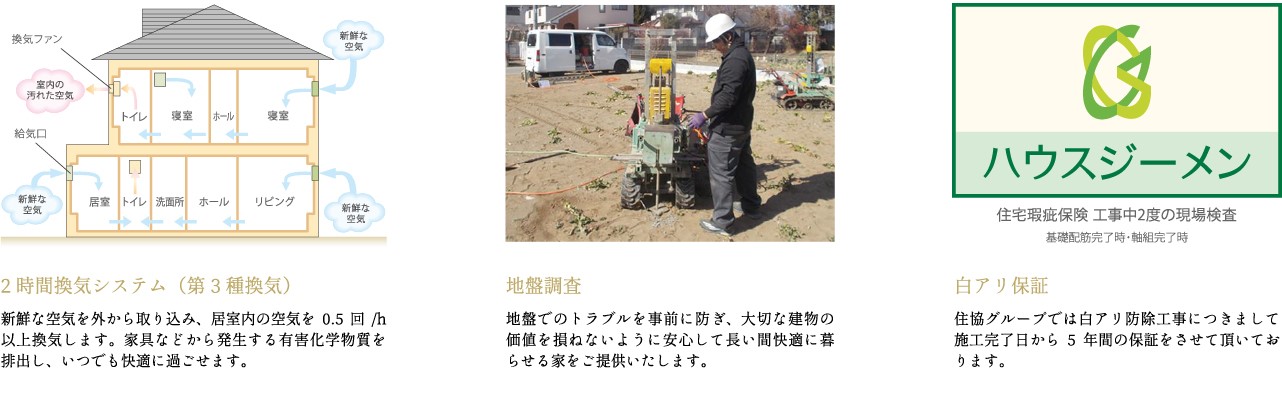 換気ファン
新鮮な
空気
室内の
汚れた空気
トイレ
寝室
ホール
寝室
給気口
新鮮な
空気
居室
トイレ
洗面所
ホール
リビング
新鮮な
空気
2時間換気システム（第3種換気）
新鮮な空気を外から取り込み、居室内の空気を 0.5 回 /h
以上換気します。家具などから発生する有害化学物質を
排出し、いつでも快適に過ごせます。
地盤調査
地盤でのトラブルを事前に防ぎ、大切な建物の
価値を損ねないように安心して長い間快適に暮
らせる家をご提供いたします。
ハウスジーメン
住宅瑕疵保険 工事中2度の現場検査
基礎配筋完了時・軸組完了時
白アリ保証
住協グループでは白アリ防除工事につきまして
施工完了日から 5 年間の保証をさせて頂いてお
ります。